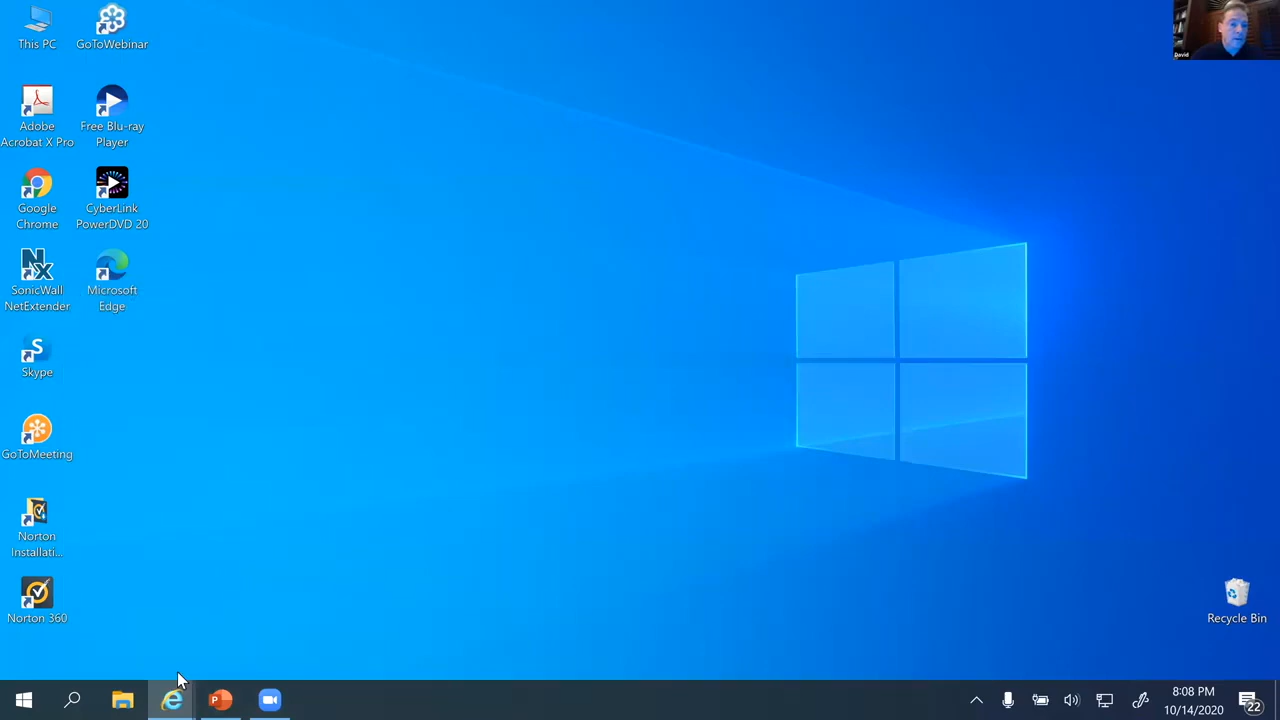 This PC
GoToWebinar
Adobe
Acrobat X Pro
Free Blu-ray
Player
Google
Chrome
CyberLink
PowerDVD 20
SonicWall
NetExtender
Microsoft
Edge
Skype
GoToMeeting
Norton
Installati...
Norton 360
David
Recycle Bin
8:08 PM
10/14/2020
22